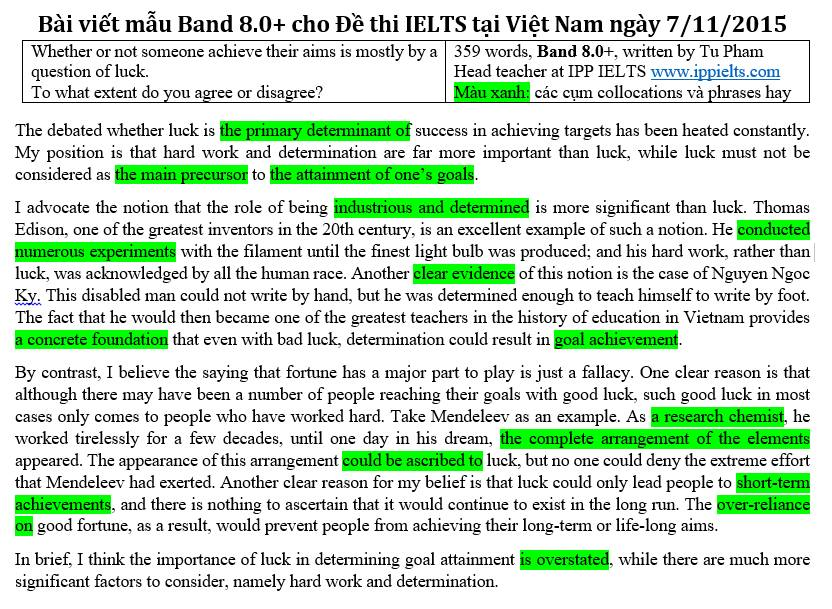 Bài viết mẫu Band 8.0+ cho Đề thi IELTS tại Việt Nam ngày 7/11/2015
Whether or not someone achieve their aims is mostly by a
question of luck.
To what extent do you agree or disagree?
359 words, Band 8.0+, written by Tu Pham
Head teacher at IPP IELTS www.ippielts.com
Màu xanh: các cụm collocations và phrases hay
The debated whether luck is the primary determinant of success in achieving targets has been heated constantly.
My position is that hard work and determination are far more important than luck, while luck must not be
considered as the main precursor to the attainment of one's goals.
I advocate the notion that the role of being industrious and determined is more significant than luck. Thomas
Edison, one of the greatest inventors in the 20th century, is an excellent example of such a notion. He conducted
numerous experiments with the filament until the finest light bulb was produced; and his hard work, rather than
luck, was acknowledged by all the human race. Another clear evidence of this notion is the case of Nguyen Ngoc
Ky. This disabled man could not write by hand, but he was determined enough to teach himself to write by foot.
The fact that he would then became one of the greatest teachers in the history of education in Vietnam provides
a concrete foundation that even with bad luck, determination could result in goal achievement.
By contrast, I believe the saying that fortune has a major part to play is just a fallacy. One clear reason is that
although there may have been a number of people reaching their goals with good luck, such good luck in most
cases only comes to people who have worked hard. Take Mendeleev as an example. As a research chemist, he
worked tirelessly for a few decades, until one day in his dream, the complete arrangement of the elements
appeared. The appearance of this arrangement could be ascribed to luck, but no one could deny the extreme effort
that Mendeleev had exerted. Another clear reason for my belief is that luck could only lead people to short-term
achievements, and there is nothing to ascertain that it would continue to exist in the long run. The over-reliance
on good fortune, as a result, would prevent people from achieving their long-term or life-long aims.
In brief, I think the importance of luck in determining goal attainment is overstated, while there are much more
significant factors to consider, namely hard work and determination.